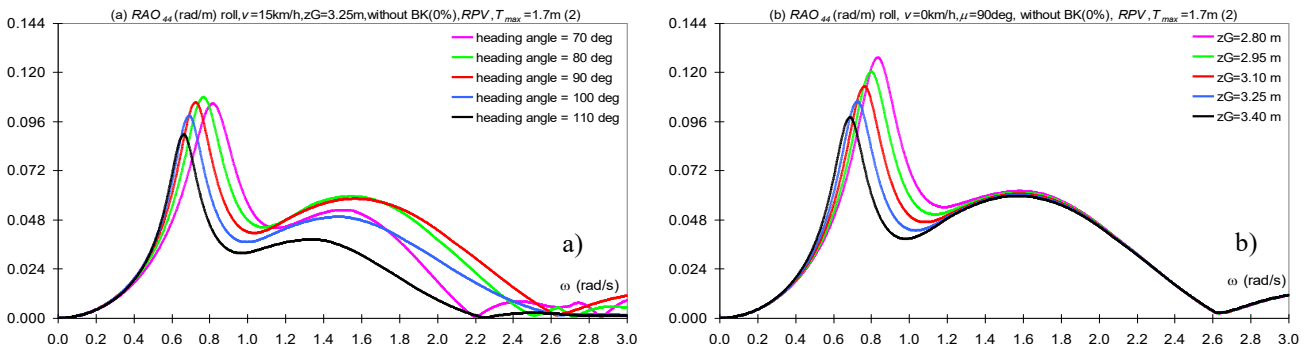 (a) RAO₄₄ (rad/m) roll, v=15km/h,zG=3.25m,without BK(0%),RPV,Tmax=1.7m (2)
0.144
0.120
0.096
0.072
0.048
0.024
0.000
heading angle = 70 deg
heading angle = 80 deg
heading angle = 90 deg
heading angle = 100 deg
heading angle = 110 deg
a)
ω (rad/s)
0.0 0.2 0.4 0.6 0.8 1.0 1.2 1.4 1.6 1.8 2.0 2.2 2.4 2.6 2.8 3.0
(b) RAO₄₄ (rad/m) roll, v=0km/h,μ=90deg, without BK(0%), RPV, Tmax=1.7m (2)
0.144
0.120
0.096
0.072
0.048
0.024
0.000
zG=2.80 m
zG=2.95 m
zG=3.10 m
zG=3.25 m
zG=3.40 m
b)
ω (rad/s)
0.0 0.2 0.4 0.6 0.8 1.0 1.2 1.4 1.6 1.8 2.0 2.2 2.4 2.6 2.8 3.0